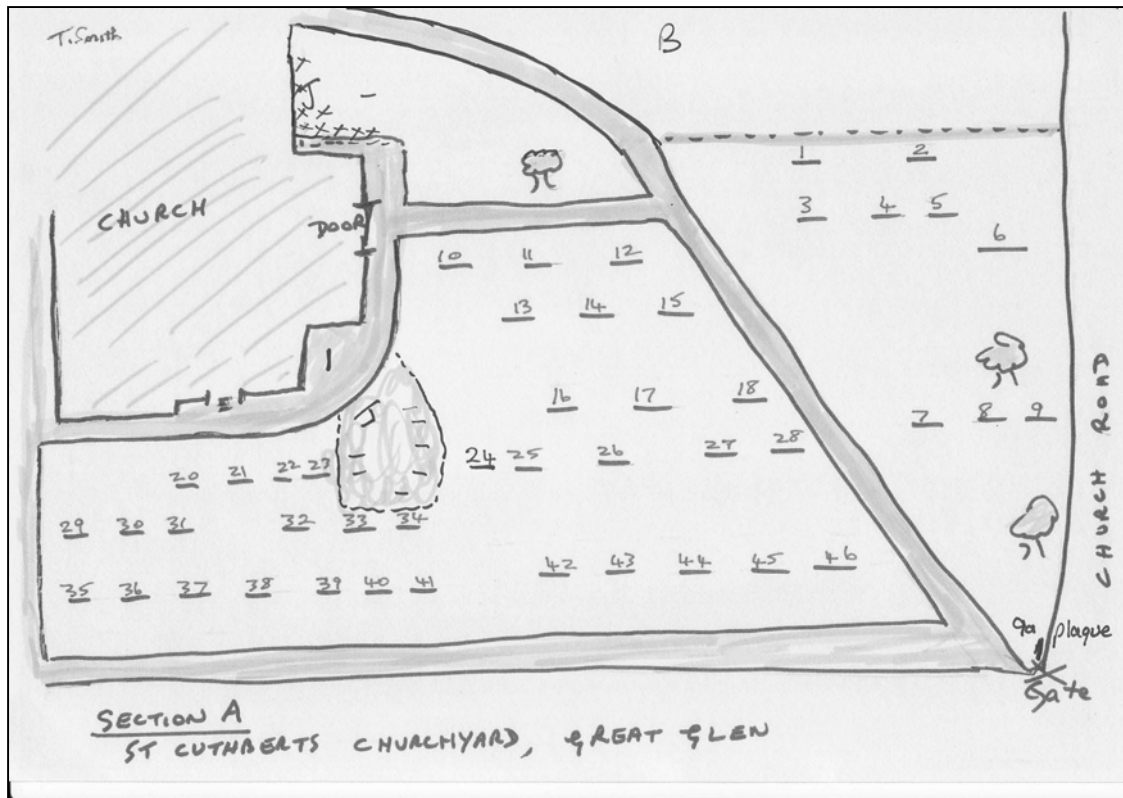 T. Smith
B
1 2
CHURCH
DOOR
3 4 5
6
10 11 12
13 14 15
16 17 18
7 8 9
CHURCH ROAD
J
J
20 21 22 23
24 25 26 27 28
29 30 31 32 33 34
35 36 37 38 39 40 41
42 43 44 45 46
9a plaque
Gate
SECTION A
ST CUTHBERTS CHURCHYARD, GREAT GLEN